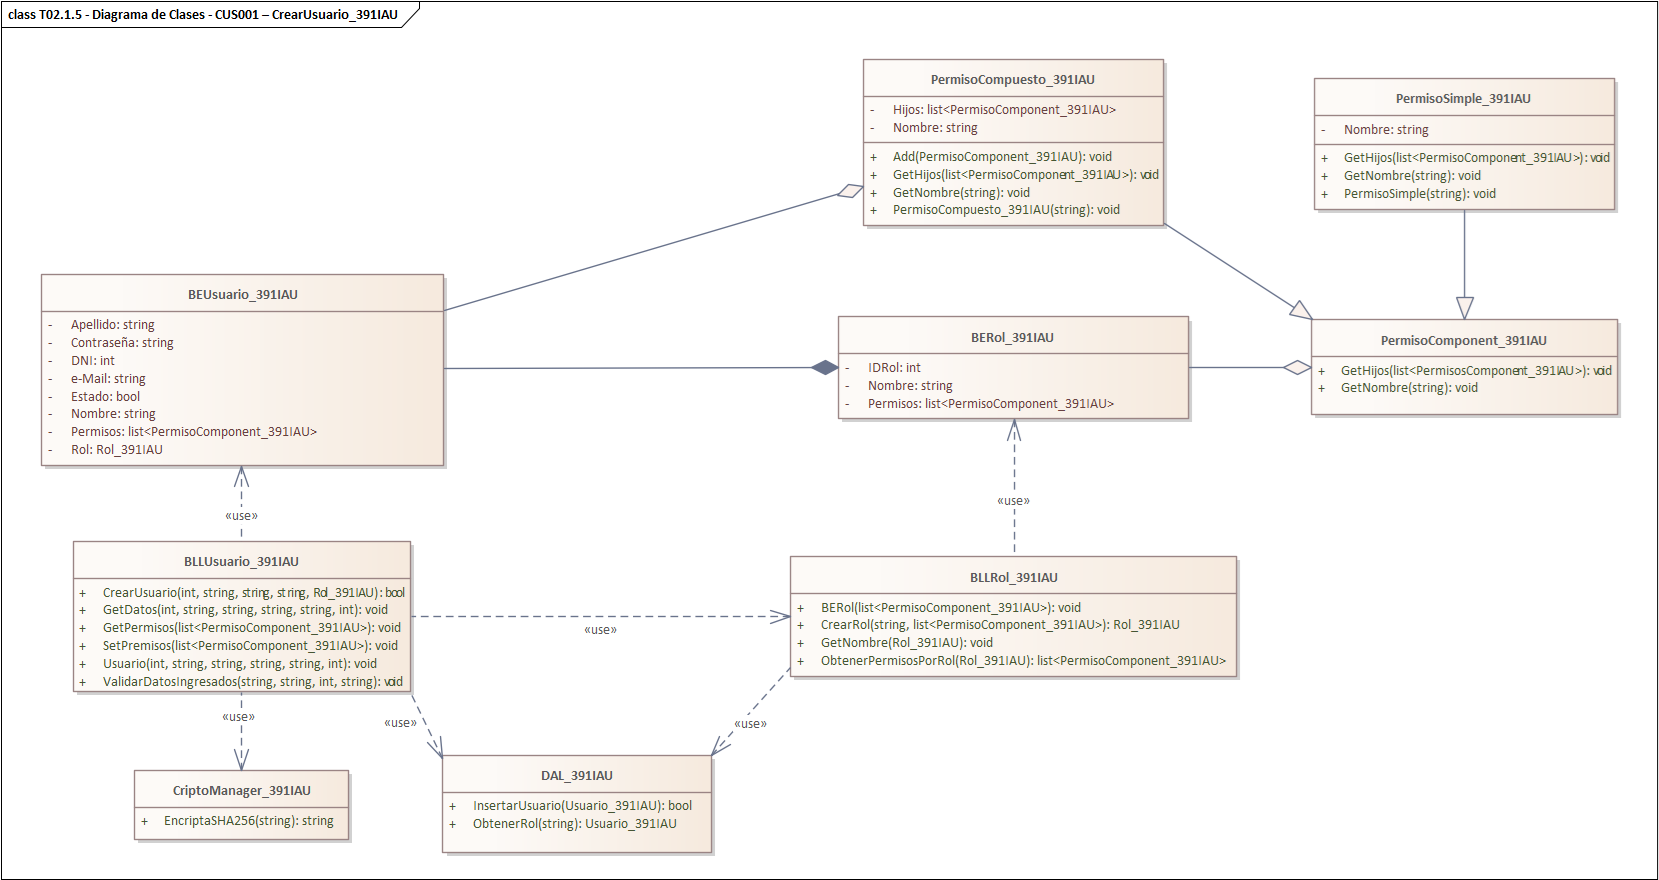 class T02.1.5 - Diagrama de Clases - CUS001 – CrearUsuario_391IAU
PermisoCompuesto_391IAU
- Hijos: list<PermisoComponent_391IAU>
- Nombre: string
+ Add(PermisoComponent_391IAU): void
+ GetHijos(list<PermisoComponent_391IAU>): void
+ GetNombre(string): void
+ PermisoCompuesto_391IAU(string): void
PermisoSimple_391IAU
- Nombre: string
+ GetHijos(list<PermisoComponent_391IAU>): void
+ GetNombre(string): void
+ PermisoSimple(string): void
BEUsuario_391IAU
- Apellido: string
- Contraseña: string
- DNI: int
- e-Mail: string
- Estado: bool
- Nombre: string
- Permisos: list<PermisoComponent_391IAU>
- Rol: Rol_391IAU
BERol_391IAU
- IDRol: int
- Nombre: string
- Permisos: list<PermisoComponent_391IAU>
PermisoComponent_391IAU
+ GetHijos(list<PermisosComponent_391IAU>): void
+ GetNombre(string): void
«use»
«use»
BLLUsuario_391IAU
+ CrearUsuario(int, string, string, string, Rol_391IAU): bool
+ GetDatos(int, string, string, string, string, int): void
+ GetPermisos(list<PermisoComponent_391IAU>): void
+ SetPremisos(list<PermisoComponent_391IAU>): void
+ Usuario(int, string, string, string, string, int): void
+ ValidarDatosIngresados(string, string, int, string): void
«use»
BLLRol_391IAU
+ BERol(list<PermisoComponent_391IAU>): void
+ CrearRol(string, list<PermisoComponent_391IAU>): Rol_391IAU
+ GetNombre(Rol_391IAU): void
+ ObtenerPermisosPorRol(Rol_391IAU): list<PermisoComponent_391IAU>
«use»
«use»
«use»
CriptoManager_391IAU
+ EncriptaSHA256(string): string
DAL_391IAU
+ InsertarUsuario(Usuario_391IAU): bool
+ ObtenerRol(string): Usuario_391IAU